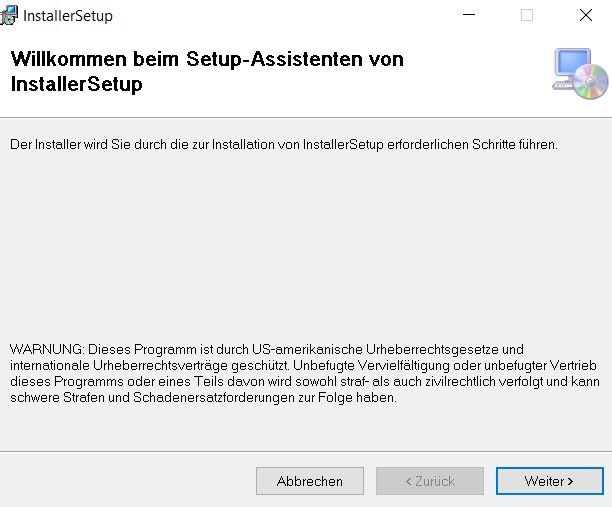 InstallerSetup
Willkommen beim Setup-Assistenten von
InstallerSetup
Der Installer wird Sie durch die zur Installation von InstallerSetup erforderlichen Schritte führen.
WARNUNG: Dieses Programm ist durch US-amerikanische Urheberrechtsgesetze und
internationale Urheberrechtsverträge geschützt. Unbefugte Vervielfältigung oder unbefugter Vertrieb
dieses Programms oder eines Teils davon wird sowohl straf- als auch zivilrechtlich verfolgt und kann
schwere Strafen und Schadenersatzforderungen zur Folge haben.
Abbrechen
< Zurück
Weiter >